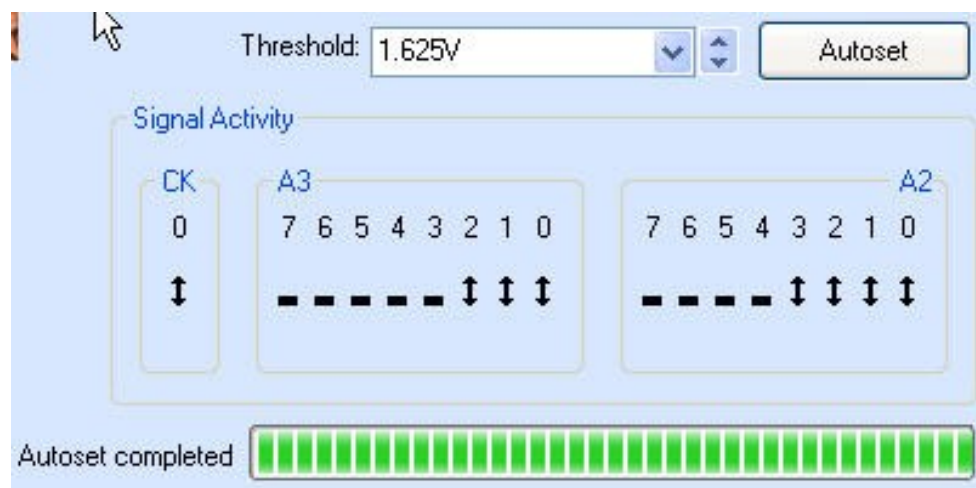 Threshold: 1.625V Autoset
Signal Activity
CK A3 A2
0 7 6 5 4 3 2 1 0 7 6 5 4 3 2 1 0
Autoset completed